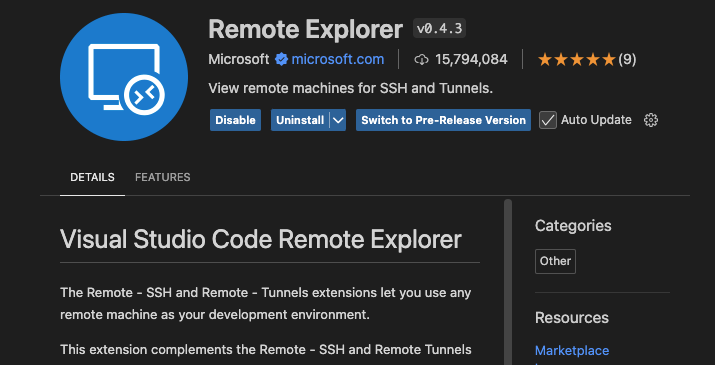 Remote Explorer v0.4.3
Microsoft microsoft.com 15,794,084 (9)
View remote machines for SSH and Tunnels.
Disable Uninstall Switch to Pre-Release Version Auto Update
DETAILS FEATURES
Visual Studio Code Remote Explorer
The Remote - SSH and Remote - Tunnels extensions let you use any
remote machine as your development environment.
This extension complements the Remote - SSH and Remote Tunnels
Categories
Other
Resources
Marketplace